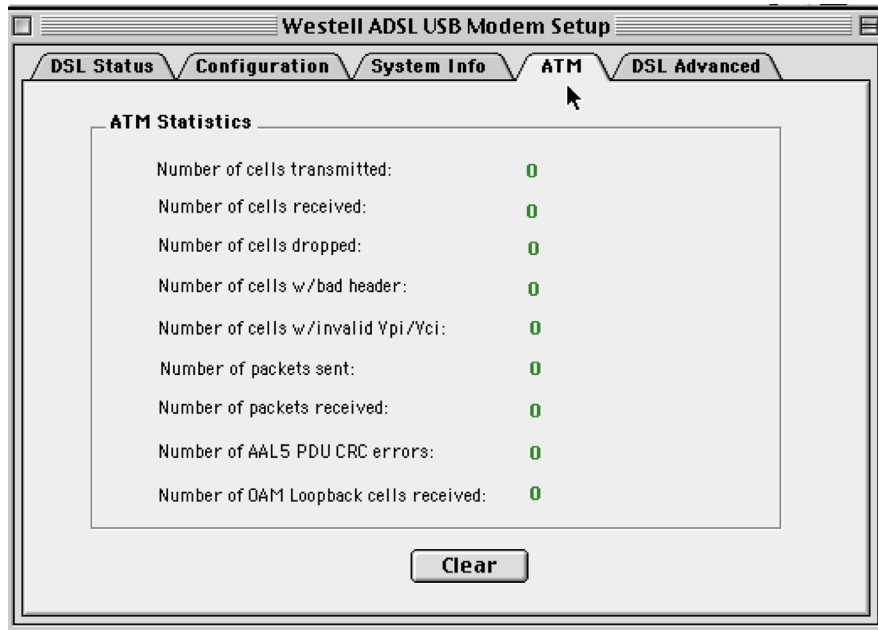 Westell ADSL USB Modem Setup
DSL Status Configuration System Info ATM DSL Advanced
ATM Statistics
Number of cells transmitted: 0
Number of cells received: 0
Number of cells dropped: 0
Number of cells w/bad header: 0
Number of cells w/invalid Vpi/Vci: 0
Number of packets sent: 0
Number of packets received: 0
Number of AAL5 PDU CRC errors: 0
Number of OAM Loopback cells received: 0
Clear